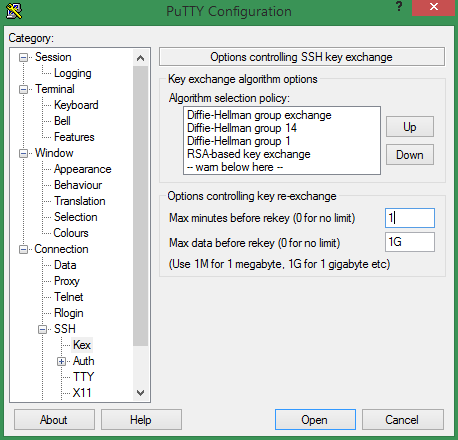 PuTTY Configuration
?
x
Category:
Session
Logging
Terminal
Keyboard
Bell
Features
Window
Appearance
Behaviour
Translation
Selection
Colours
Connection
Data
Proxy
Telnet
Rlogin
SSH
Kex
Auth
TTY
X11
Options controlling SSH key exchange
Key exchange algorithm options
Algorithm selection policy:
Diffie-Hellman group exchange
Diffie-Hellman group 14
Diffie-Hellman group 1
RSA-based key exchange
-- warn below here --
Up
Down
Options controlling key re-exchange
Max minutes before rekey (0 for no limit) 1
Max data before rekey (0 for no limit) 1G
(Use 1M for 1 megabyte, 1G for 1 gigabyte etc)
About
Help
Open
Cancel